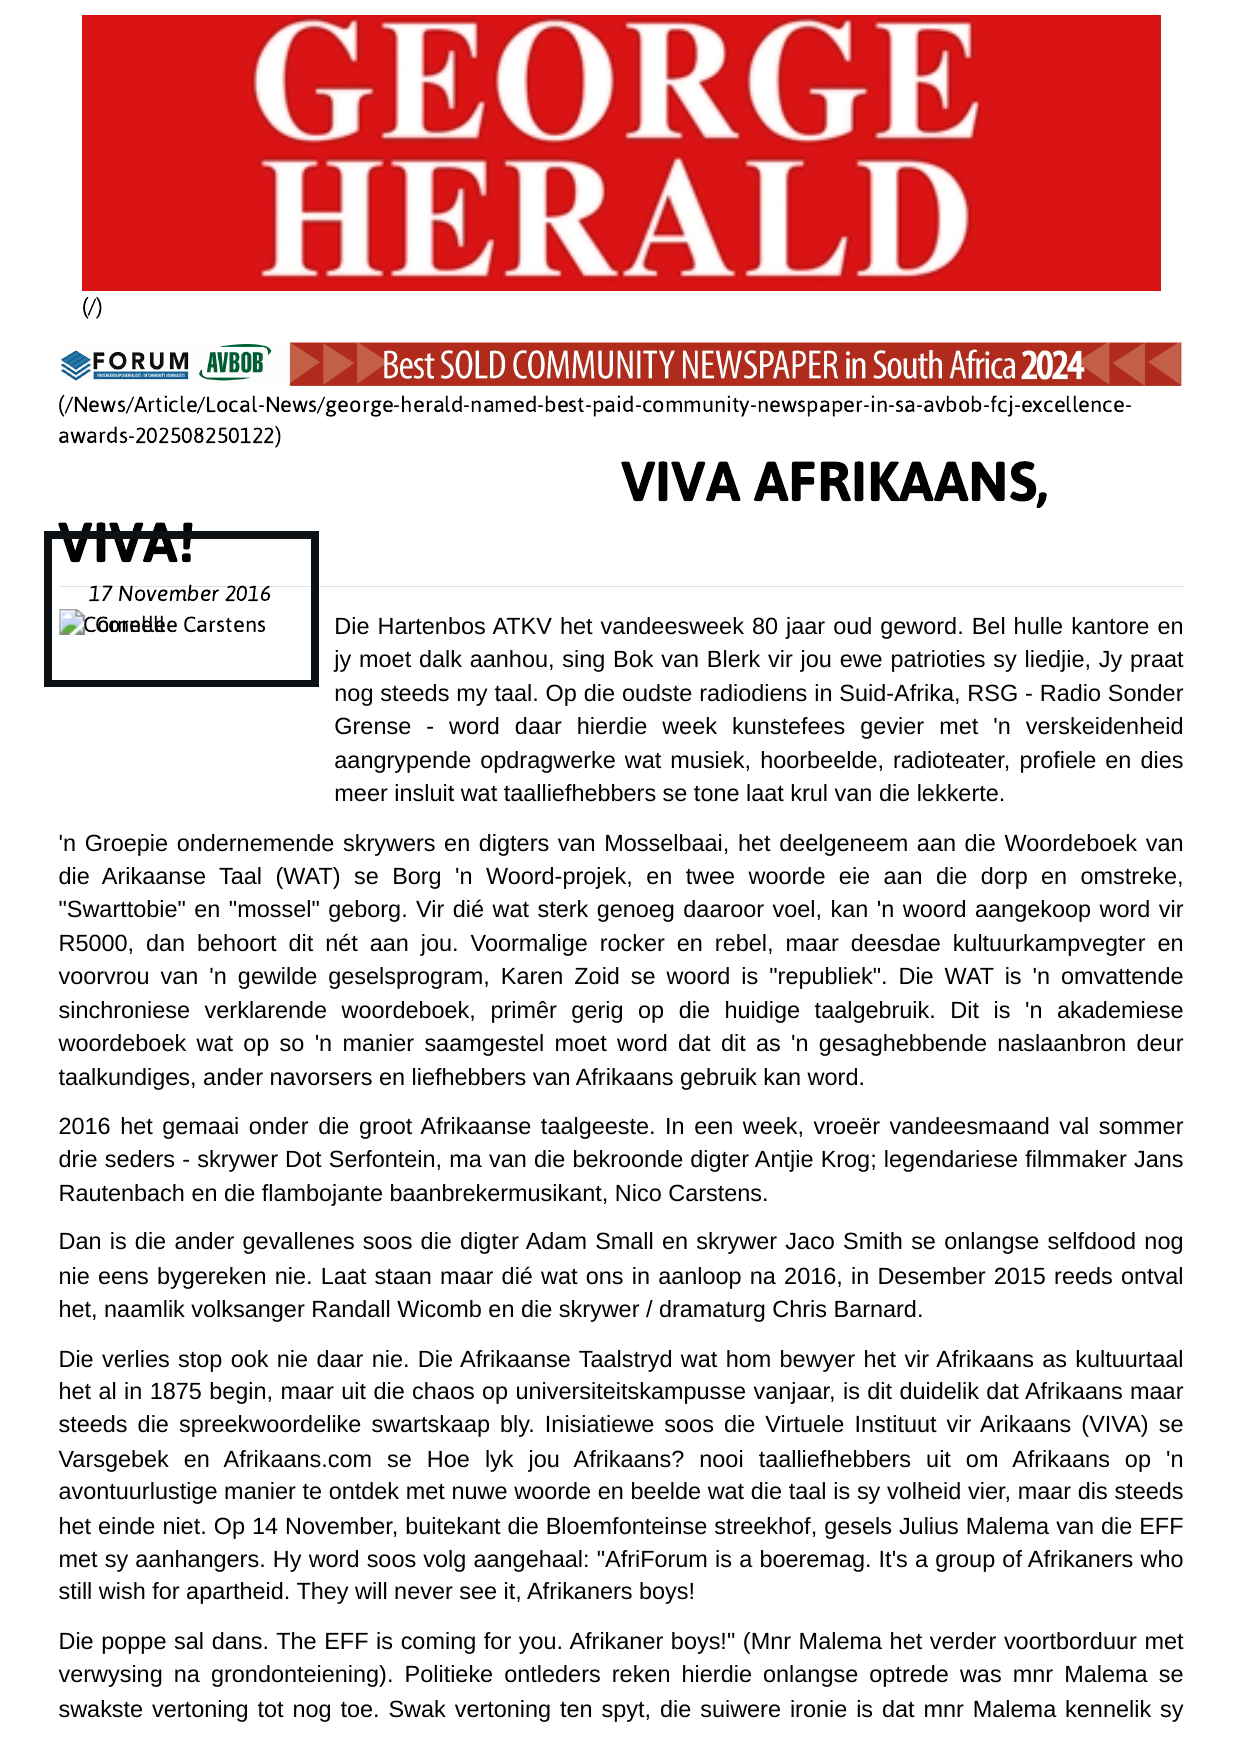 GEORGE
HERALD
(/)
FORUM AVBOB Best SOLD COMMUNITY NEWSPAPER in South Africa 2024
(/News/Article/Local-News/george-herald-named-best-paid-community-newspaper-in-sa-avbob-fcj-excellence-
awards-202508250122)
VIVA AFRIKAANS,
VIVA!
17 November 2016
Carstens
Die Hartenbos ATKV het vandeesweek 80 jaar oud geword. Bel hulle kantore en
jy moet dalk aanhou, sing Bok van Blerk vir jou ewe patrioties sy liedjie, Jy praat
nog steeds my taal. Op die oudste radiodiens in Suid-Afrika, RSG - Radio Sonder
Grense - word daar hierdie week kunstefees gevier met 'n verskeidenheid
aangrypende opdragwerke wat musiek, hoorbeelde, radioteater, profiele en dies
meer insluit wat taalliefhebbers se tone laat krul van die lekkerte.
'n Groepie ondernemende skrywers en digters van Mosselbaai, het deelgeneem aan die Woordeboek van
die Arikaanse Taal (WAT) se Borg 'n Woord-projek, en twee woorde eie aan die dorp en omstreke,
"Swarttobie" en "mossel" geborg. Vir dié wat sterk genoeg daaroor voel, kan 'n woord aangekoop word vir
R5000, dan behoort dit nét aan jou. Voormalige rocker en rebel, maar deesdae kultuurkampvegter en
voorvrou van 'n gewilde geselsprogram, Karen Zoid se woord is "republiek". Die WAT is 'n omvattende
sinchroniese verklarende woordeboek, primêr gerig op die huidige taalgebruik. Dit is 'n akademiese
woordeboek wat op so 'n manier saamgestel moet word dat dit as 'n gesaghebbende naslaanbron deur
taalkundiges, ander navorsers en liefhebbers van Afrikaans gebruik kan word.
2016 het gemaai onder die groot Afrikaanse taalgeeste. In een week, vroeër vandeesmaand val sommer
drie seders - skrywer Dot Serfontein, ma van die bekroonde digter Antjie Krog; legendariese filmmaker Jans
Rautenbach en die flambojante baanbrekermusikant, Nico Carstens.
Dan is die ander gevallenes soos die digter Adam Small en skrywer Jaco Smith se onlangse selfdood nog
nie eens bygereken nie. Laat staan maar dié wat ons in aanloop na 2016, in Desember 2015 reeds ontval
het, naamlik volksanger Randall Wicomb en die skrywer / dramaturg Chris Barnard.
Die verlies stop ook nie daar nie. Die Afrikaanse Taalstryd wat hom bewyer het vir Afrikaans as kultuurtaal
het al in 1875 begin, maar uit die chaos op universiteitskampusse vanjaar, is dit duidelik dat Afrikaans maar
steeds die spreekwoordelike swartskaap bly. Inisiatiewe soos die Virtuele Instituut vir Arikaans (VIVA) se
Varsgebek en Afrikaans.com se Hoe lyk jou Afrikaans? nooi taalliefhebbers uit om Afrikaans op 'n
avontuurlustige manier te ontdek met nuwe woorde en beelde wat die taal is sy volheid vier, maar dis steeds
het einde niet. Op 14 November, buitekant die Bloemfonteinse streekhof, gesels Julius Malema van die EFF
met sy aanhangers. Hy word soos volg aangehaal: "AfriForum is a boeremag. It's a group of Afrikaners who
still wish for apartheid. They will never see it, Afrikaners boys!
Die poppe sal dans. The EFF is coming for you. Afrikaner boys!" (Mnr Malema het verder voortborduur met
verwysing na grondonteiening). Politieke ontleders reken hierdie onlangse optrede was mnr Malema se
swakste vertoning tot nog toe. Swak vertoning ten spyt, die suiwere ironie is dat mnr Malema kennelik sy